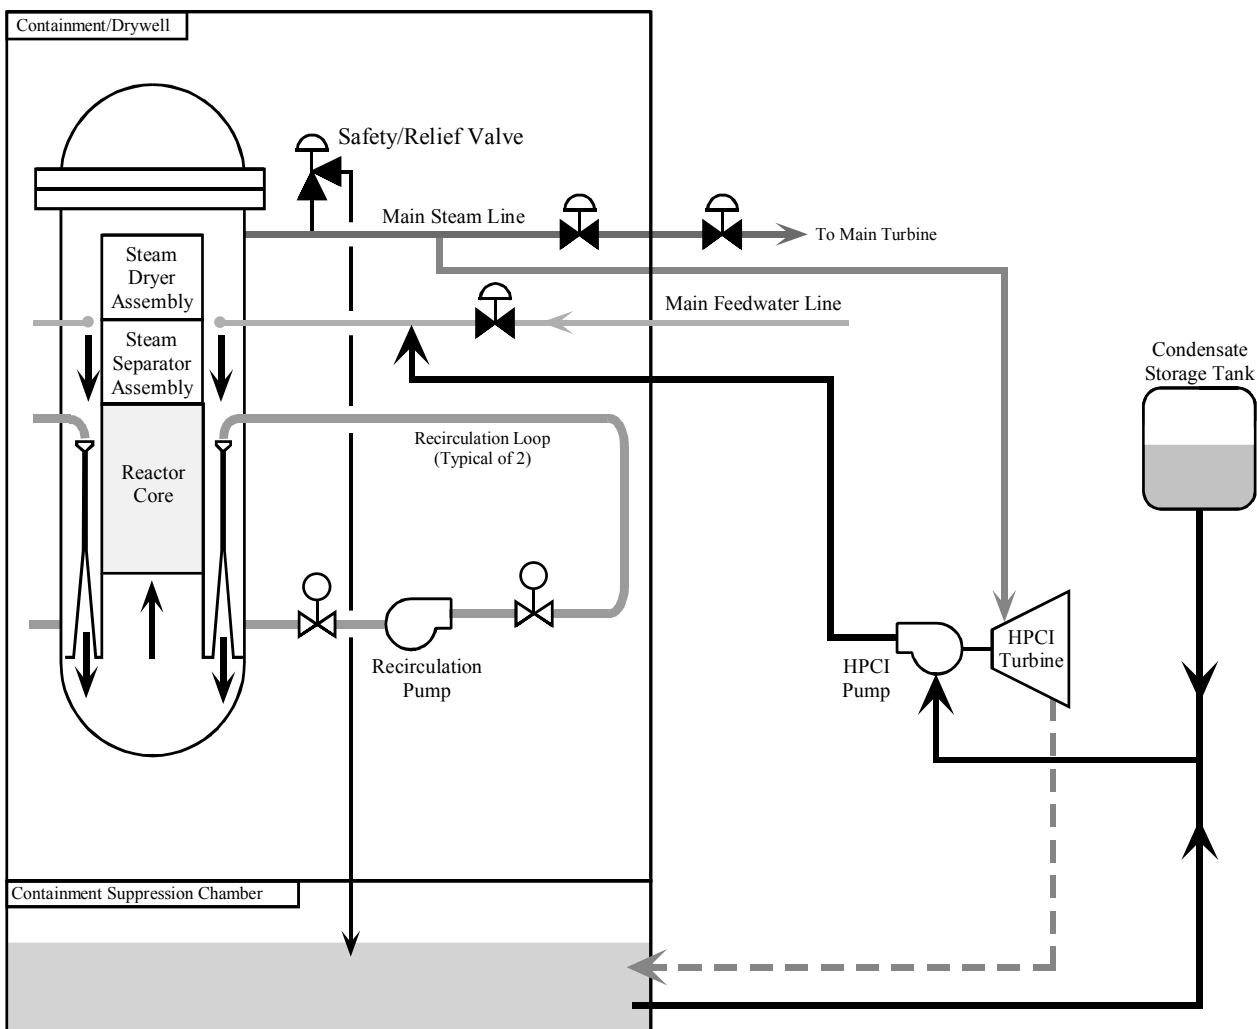 Containment/Drywell
Safety/Relief Valve
Main Steam Line
To Main Turbine
Steam
Dryer
Assembly
Main Feedwater Line
Steam
Separator
Assembly
Condensate
Storage Tank
Recirculation Loop
(Typical of 2)
Reactor
Core
HPCI
Turbine
Recirculation
Pump
HPCI
Pump
Containment Suppression Chamber